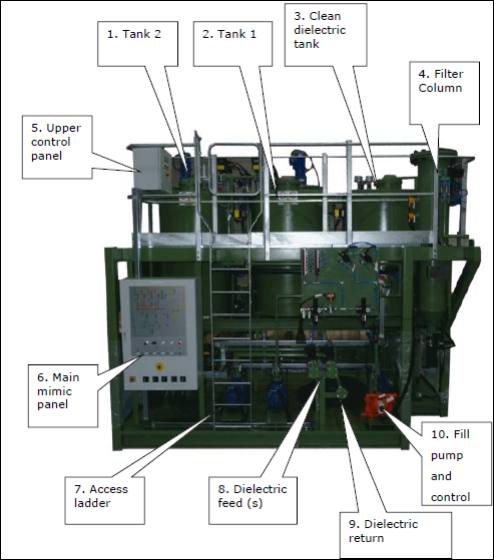 1. Tank 2
2. Tank 1
3. Clean
dielectric
tank
4. Filter
Column
5. Upper
control
panel
6. Main
mimic
panel
7. Access
ladder
8. Dielectric
feed (s)
9. Dielectric
return
10. Fill
pump
and
control